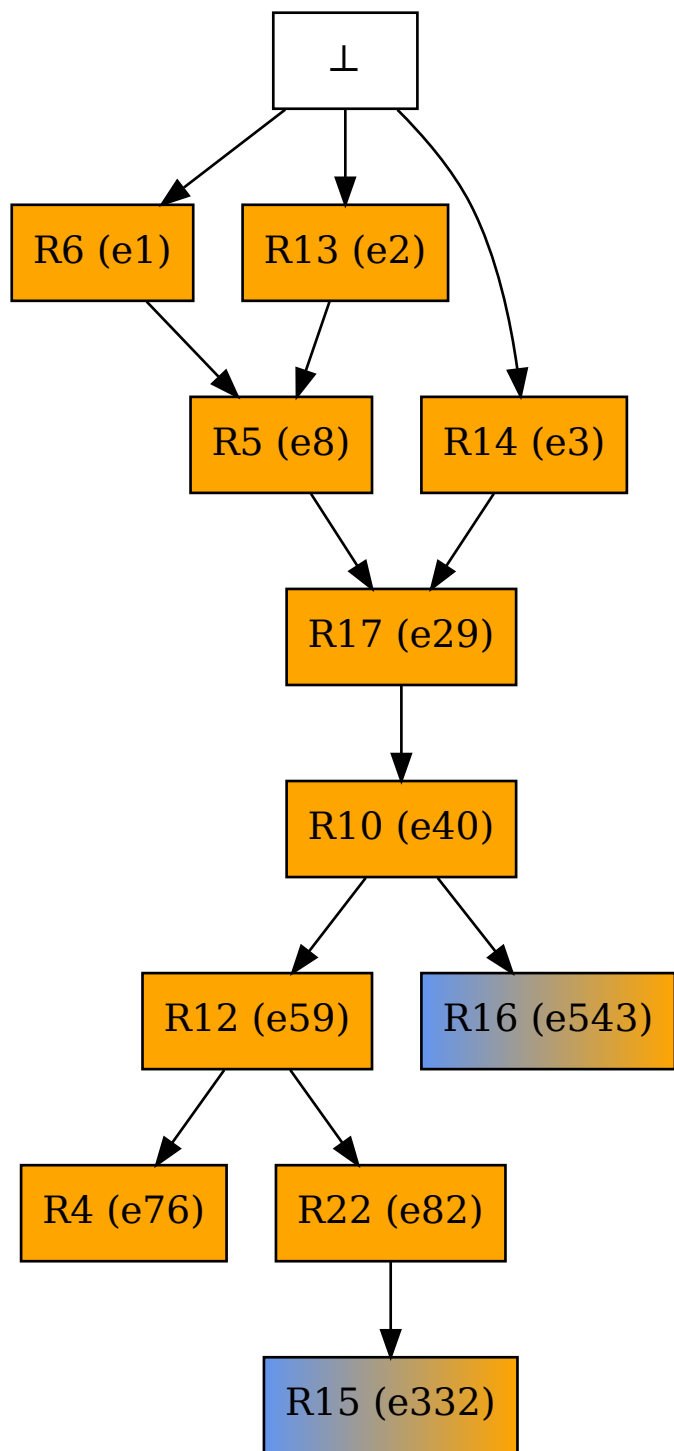 ⊥
R6 (e1)
R13 (e2)
R5 (e8)
R14 (e3)
R17 (e29)
R10 (e40)
R12 (e59)
R16 (e543)
R4 (e76)
R22 (e82)
R15 (e332)